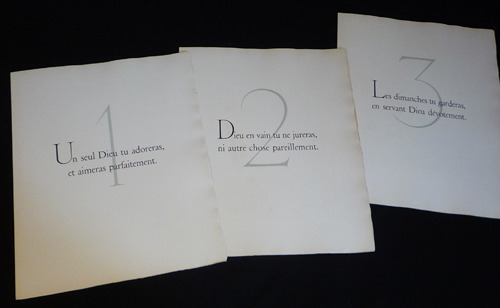 1
Un seul Dieu tu adoreras,
et aimeras parfaitement.
2
Dieu en vain tu ne jureras,
ni autre chose pareillement.
3
Les dimanches tu garderas,
en servant Dieu dévotement.